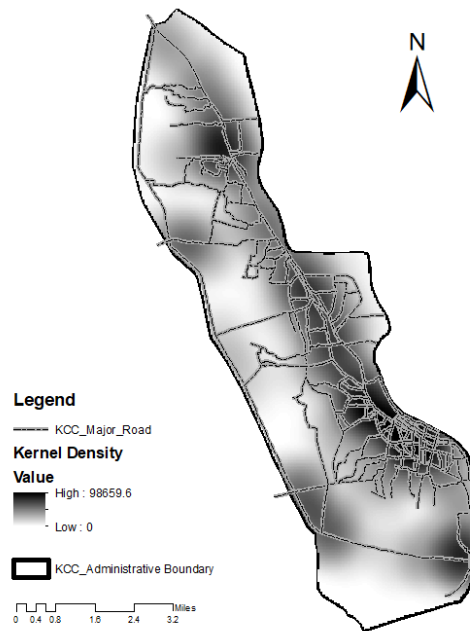 N
Legend
KCC_Major_Road
Kernel Density
Value
High : 98659.6
Low : 0
KCC_Administrative Boundary
Miles
0 0.4 0.8 1.6 2.4 3.2